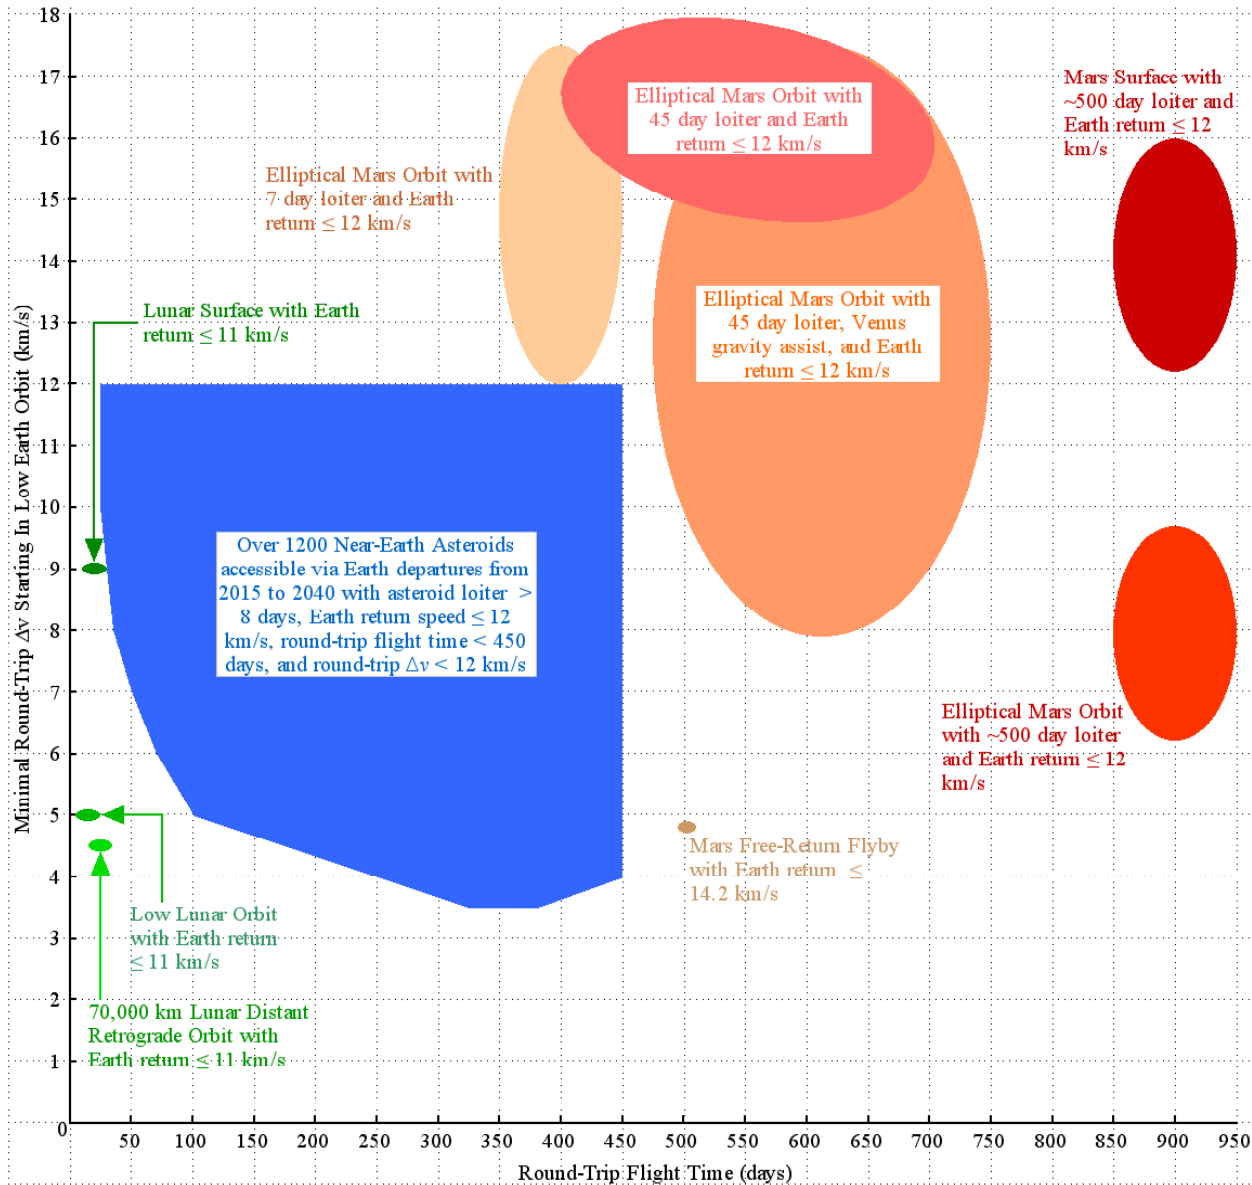 18
17
16
15
14
13
12
11
10
9
8
7
6
5
4
3
2
1
0
Minimal Round-Trip Δv Starting In Low Earth Orbit (km/s)
Elliptical Mars Orbit with
45 day loiter and Earth
return ≤ 12 km/s
Mars Surface with
~500 day loiter and
Earth return ≤ 12
km/s
Elliptical Mars Orbit with
7 day loiter and Earth
return ≤ 12 km/s
Lunar Surface with Earth
return ≤ 11 km/s
Elliptical Mars Orbit with
45 day loiter, Venus
gravity assist, and Earth
return ≤ 12 km/s
Over 1200 Near-Earth Asteroids
accessible via Earth departures from
2015 to 2040 with asteroid loiter >
8 days, Earth return speed ≤ 12
km/s, round-trip flight time < 450
days, and round-trip Δv < 12 km/s
Elliptical Mars Orbit
with ~500 day loiter
and Earth return ≤ 12
km/s
Mars Free-Return Flyby
with Earth return ≤
14.2 km/s
Low Lunar Orbit
with Earth return
≤ 11 km/s
70,000 km Lunar Distant
Retrograde Orbit with
Earth return ≤ 11 km/s
50 100 150 200 250 300 350 400 450 500 550 600 650 700 750 800 850 900 950
Round-Trip Flight Time (days)